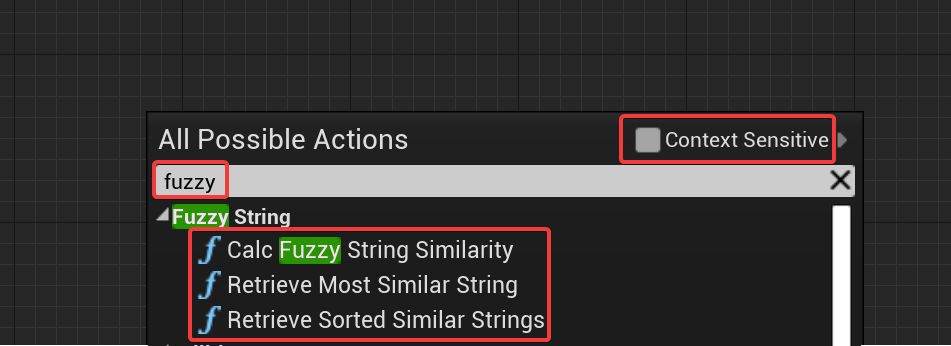 All Possible Actions
Context Sensitive
fuzzy
Fuzzy String
Calc Fuzzy String Similarity
Retrieve Most Similar String
Retrieve Sorted Similar Strings